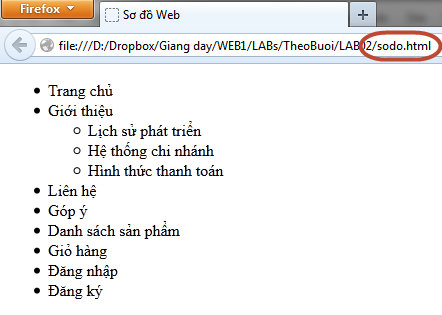 Firefox
Sơ đồ Web
file:///D:/Dropbox/Giang day/WEB1/LABs/TheoBuoi/LAB02/sodo.html
Trang chủ
Giới thiệu
Lịch sử phát triển
Hệ thống chi nhánh
Hình thức thanh toán
Liên hệ
Góp ý
Danh sách sản phẩm
Giỏ hàng
Đăng nhập
Đăng ký